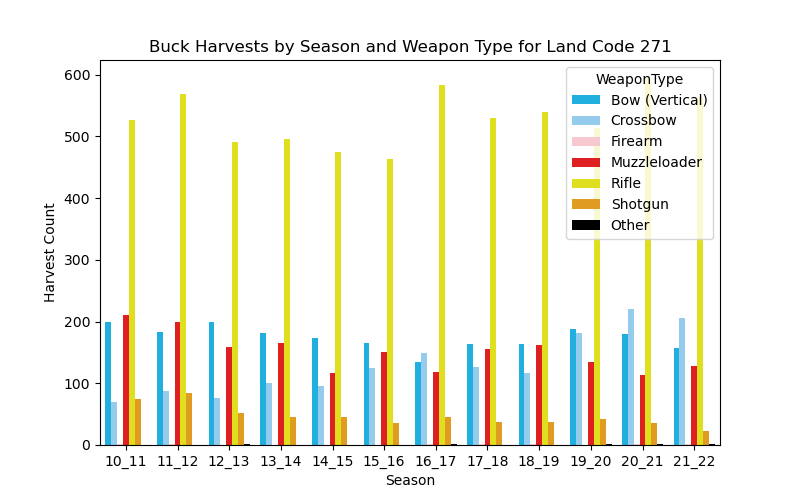 Buck Harvests by Season and Weapon Type for Land Code 271
600
500
400
300
200
100
0
Harvest Count
WeaponType
Bow (Vertical)
Crossbow
Firearm
Muzzleloader
Rifle
Shotgun
Other
10_11 11_12 12_13 13_14 14_15 15_16 16_17 17_18 18_19 19_20 20_21 21_22
Season